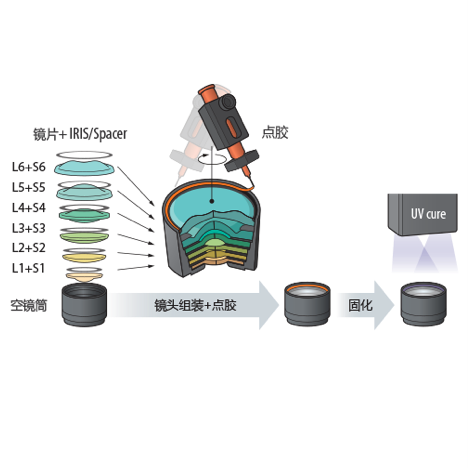 镜片+ IRIS/Spacer
点胶
L6+S6
L5+S5
L4+S4
L3+S3
L2+S2
L1+S1
UV cure
空镜筒
镜头组装+点胶
固化